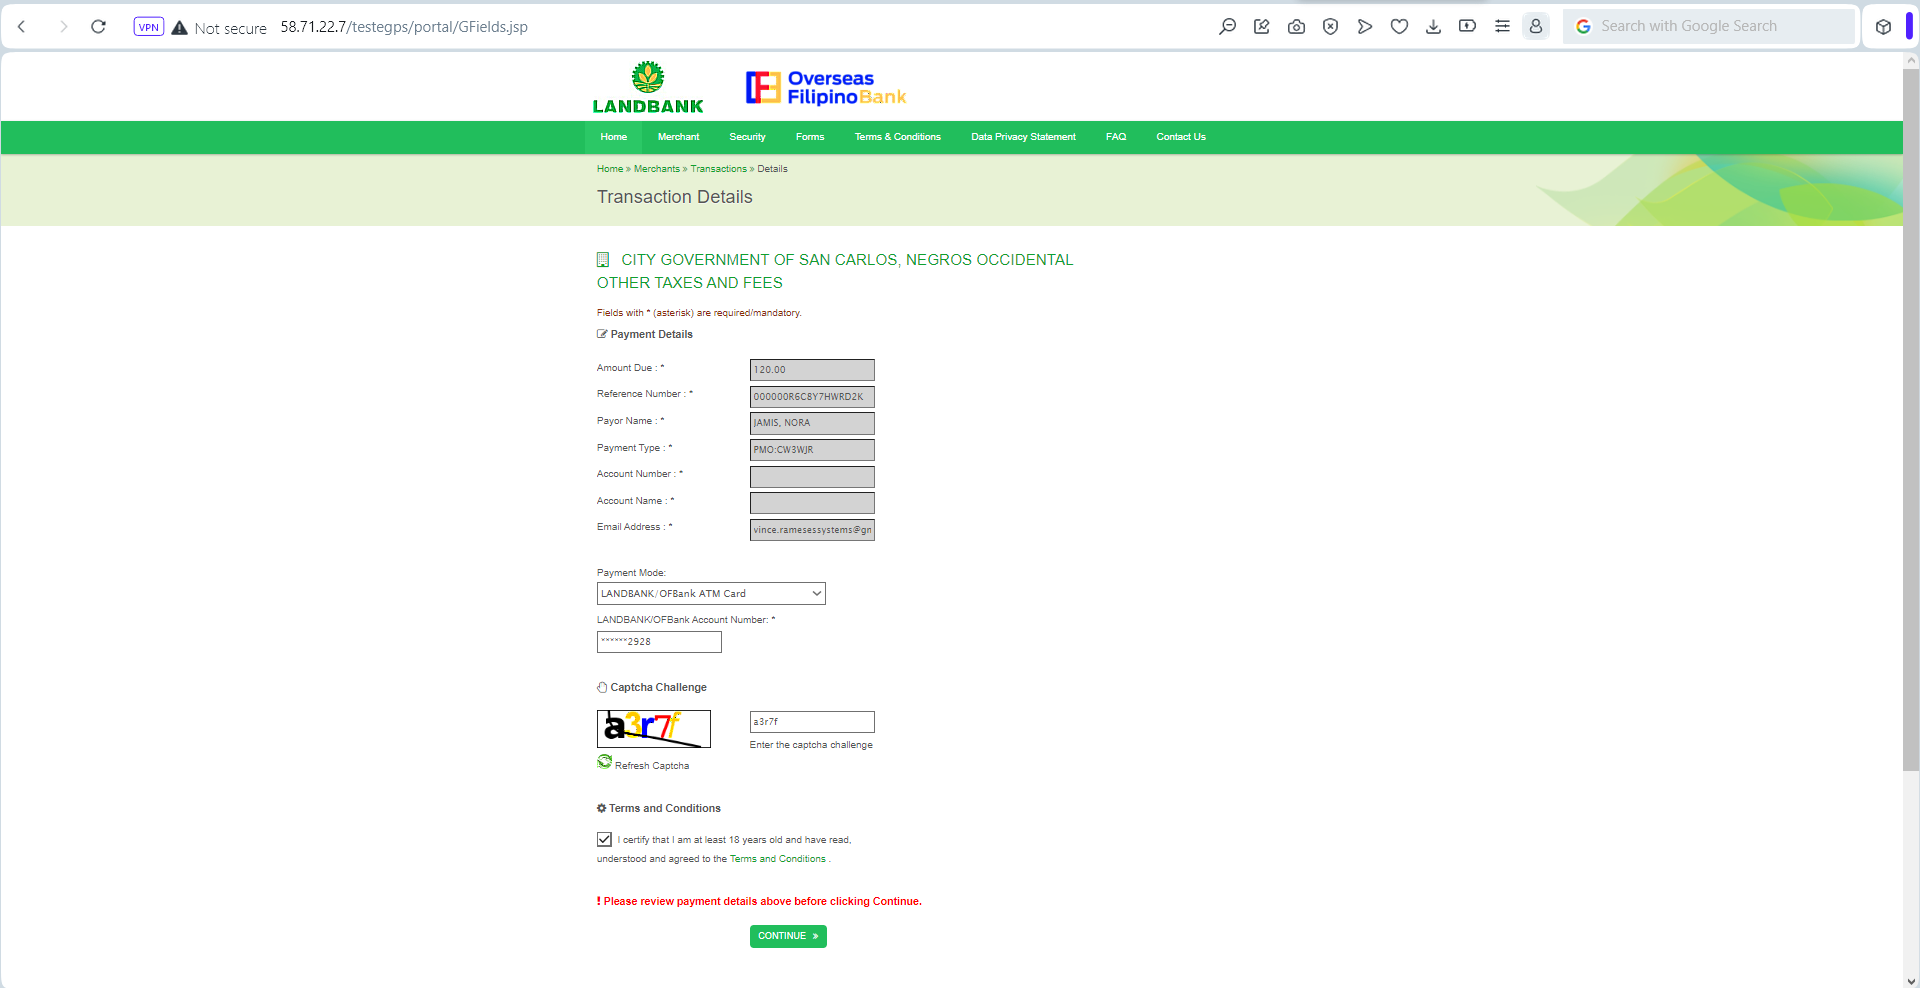 VPN Not secure 58.71.22.7/testegps/portal/GFields.jsp Search with Google Search
LANDBANK
Overseas
FilipinoBank
Home Merchant Security Forms Terms & Conditions Data Privacy Statement FAQ Contact Us
Home » Merchants » Transactions » Details
Transaction Details
CITY GOVERNMENT OF SAN CARLOS, NEGROS OCCIDENTAL
OTHER TAXES AND FEES
Fields with * (asterisk) are required/mandatory.
Payment Details
Amount Due : * 120.00
Reference Number : * 000000R6C8Y7HWRD2K
Payor Name : * JAMIS, NORA
Payment Type : * PMO:CW3WJR
Account Number : *
Account Name : *
Email Address : * vince.ramesessystems@gm
Payment Mode:
LANDBANK/OFBank ATM Card
LANDBANK/OFBank Account Number: *
******2928
Captcha Challenge
a3r7f a3r7f
Enter the captcha challenge
Refresh Captcha
Terms and Conditions
I certify that I am at least 18 years old and have read,
understood and agreed to the Terms and Conditions .
! Please review payment details above before clicking Continue.
CONTINUE »